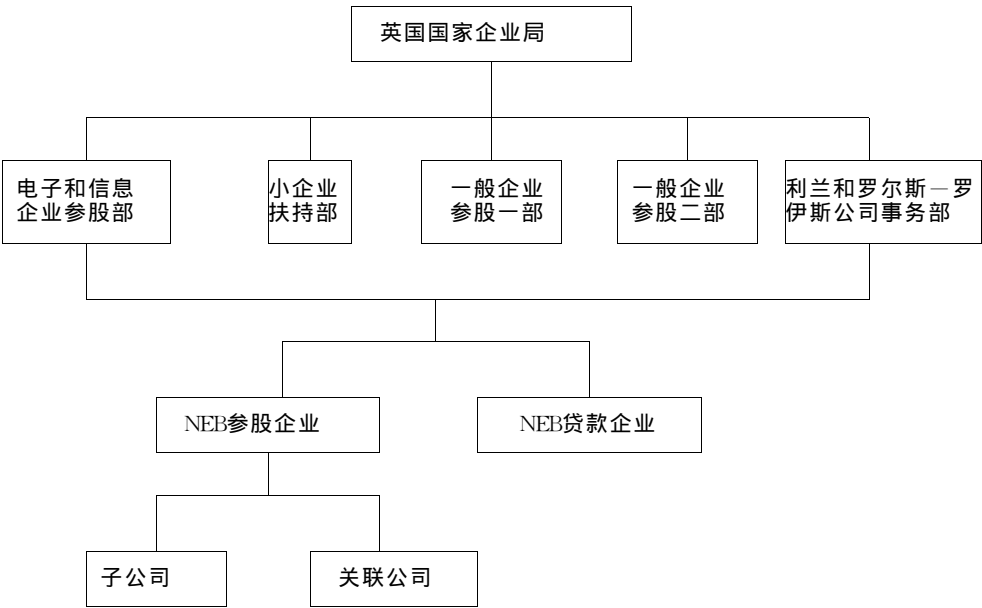 英国国家企业局
电子和信息
企业参股部
小企业
扶持部
一般企业
参股一部
一般企业
参股二部
利兰和罗尔斯—罗
伊斯公司事务部
NEB参股企业
NEB贷款企业
子公司
关联公司